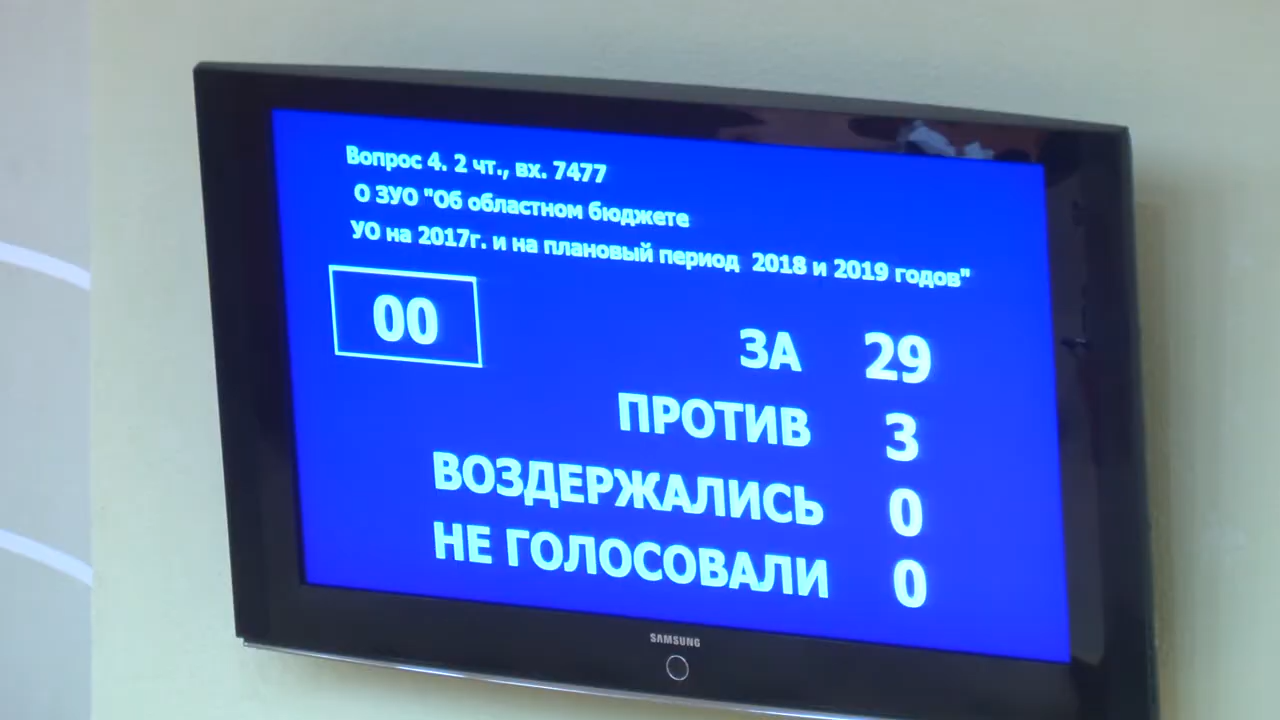 Вопрос 4. 2 чт., вх. 7477
О ЗУО "Об областном бюджете
УО на 2017г. и на плановый период 2018 и 2019 годов"
00
ЗА 29
ПРОТИВ 3
ВОЗДЕРЖАЛИСЬ 0
НЕ ГОЛОСОВАЛИ 0
SAMSUNG